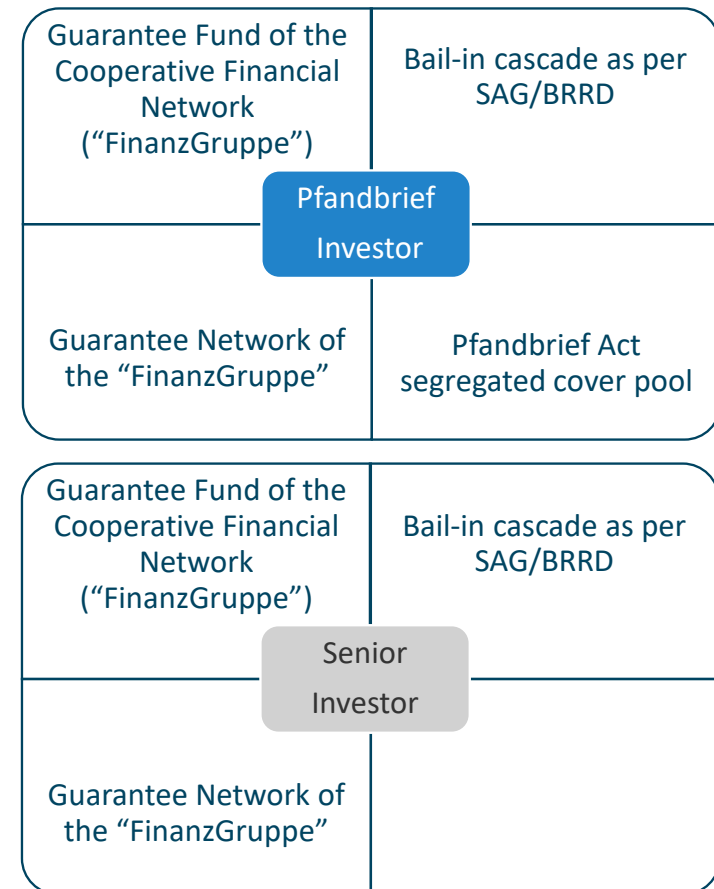 Guarantee Fund of the
Cooperative Financial
Network
(“FinanzGruppe”)
Bail-in cascade as per
SAG/BRRD
Pfandbrief
Investor
Guarantee Network of
the “FinanzGruppe”
Pfandbrief Act
segregated cover pool
Guarantee Fund of the
Cooperative Financial
Network
(“FinanzGruppe”)
Bail-in cascade as per
SAG/BRRD
Senior
Investor
Guarantee Network of
the “FinanzGruppe”